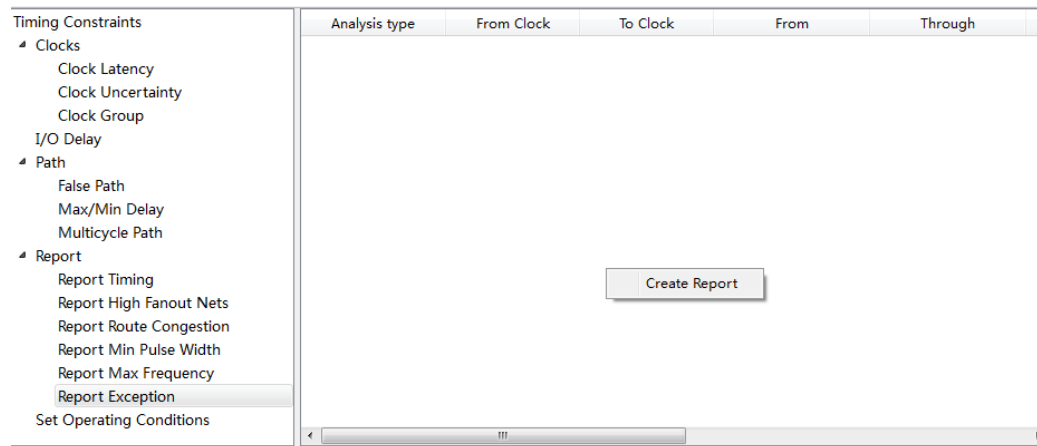 Timing Constraints
Clocks
Clock Latency
Clock Uncertainty
Clock Group
I/O Delay
Path
False Path
Max/Min Delay
Multicycle Path
Report
Report Timing
Report High Fanout Nets
Report Route Congestion
Report Min Pulse Width
Report Max Frequency
Report Exception
Set Operating Conditions
Analysis type From Clock To Clock From Through
Create Report